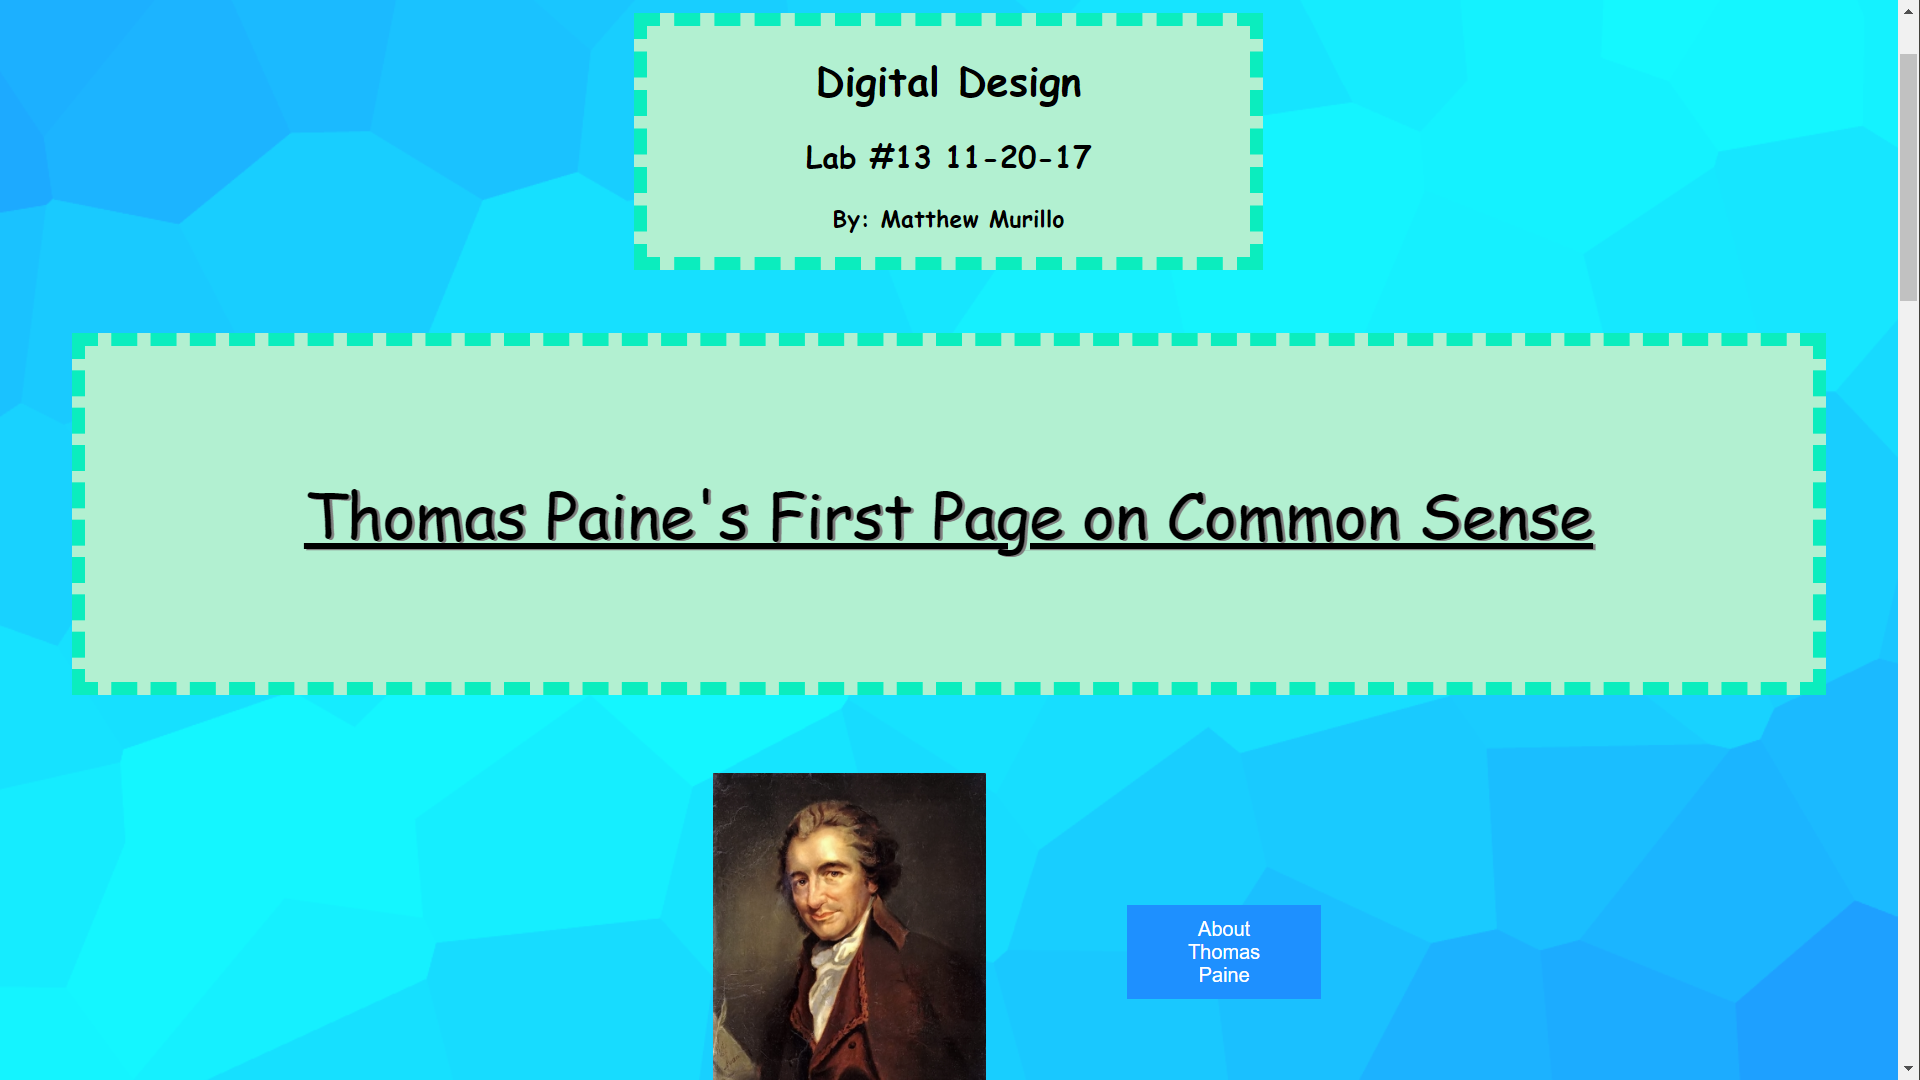 Digital Design
Lab #13 11-20-17
By: Matthew Murillo
Thomas Paine's First Page on Common Sense
About
Thomas
Paine